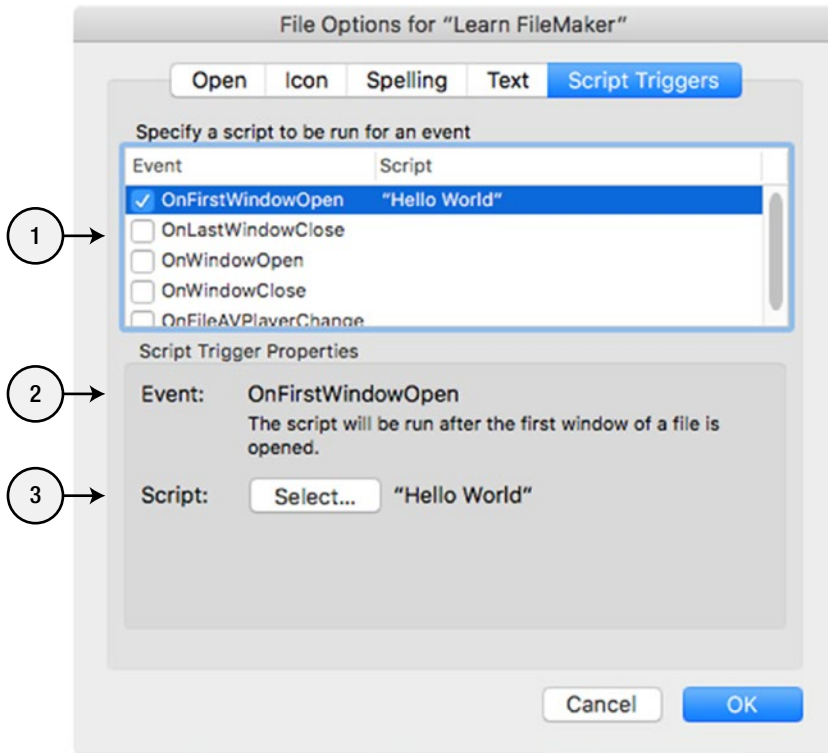 File Options for “Learn FileMaker”
Open Icon Spelling Text Script Triggers
Specify a script to be run for an event
Event Script
OnFirstWindowOpen “Hello World”
1 OnLastWindowClose
OnWindowOpen
OnWindowClose
OnFileAVPlayerChange
Script Trigger Properties
2 Event: OnFirstWindowOpen
The script will be run after the first window of a file is
opened.
3 Script: Select... “Hello World”
Cancel OK